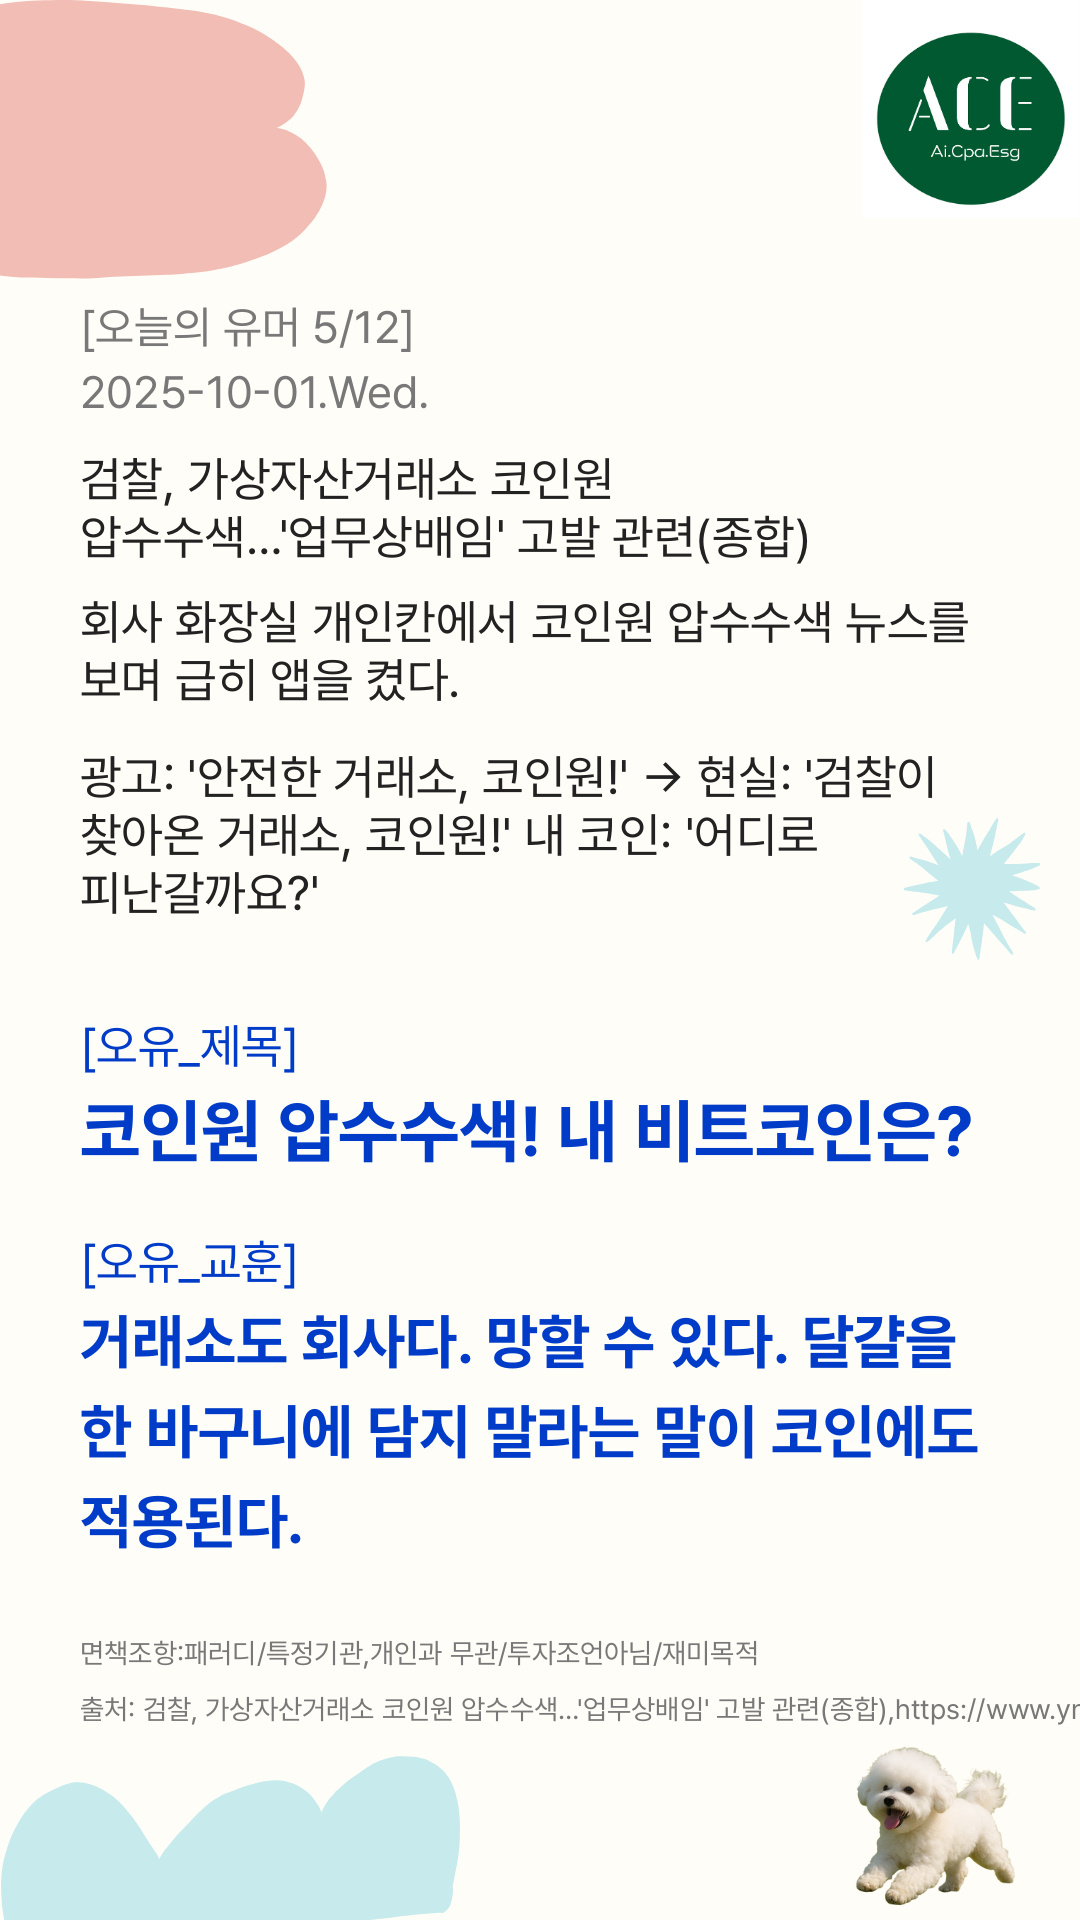 ACE
Ai.Cpa.Esg
[오늘의 유머 5/12]
2025-10-01.Wed.
검찰, 가상자산거래소 코인원
압수수색...'업무상배임' 고발 관련(종합)
회사 화장실 개인칸에서 코인원 압수수색 뉴스를
보며 급히 앱을 켰다.
광고: '안전한 거래소, 코인원!' → 현실: '검찰이
찾아온 거래소, 코인원!' 내 코인: '어디로
피난갈까요?'
[오유_제목]
코인원 압수수색! 내 비트코인은?
[오유_교훈]
거래소도 회사다. 망할 수 있다. 달걀을
한 바구니에 담지 말라는 말이 코인에도
적용된다.
면책조항:패러디/특정기관,개인과 무관/투자조언아님/재미목적
출처: 검찰, 가상자산거래소 코인원 압수수색...'업무상배임' 고발 관련(종합),https://www.yr